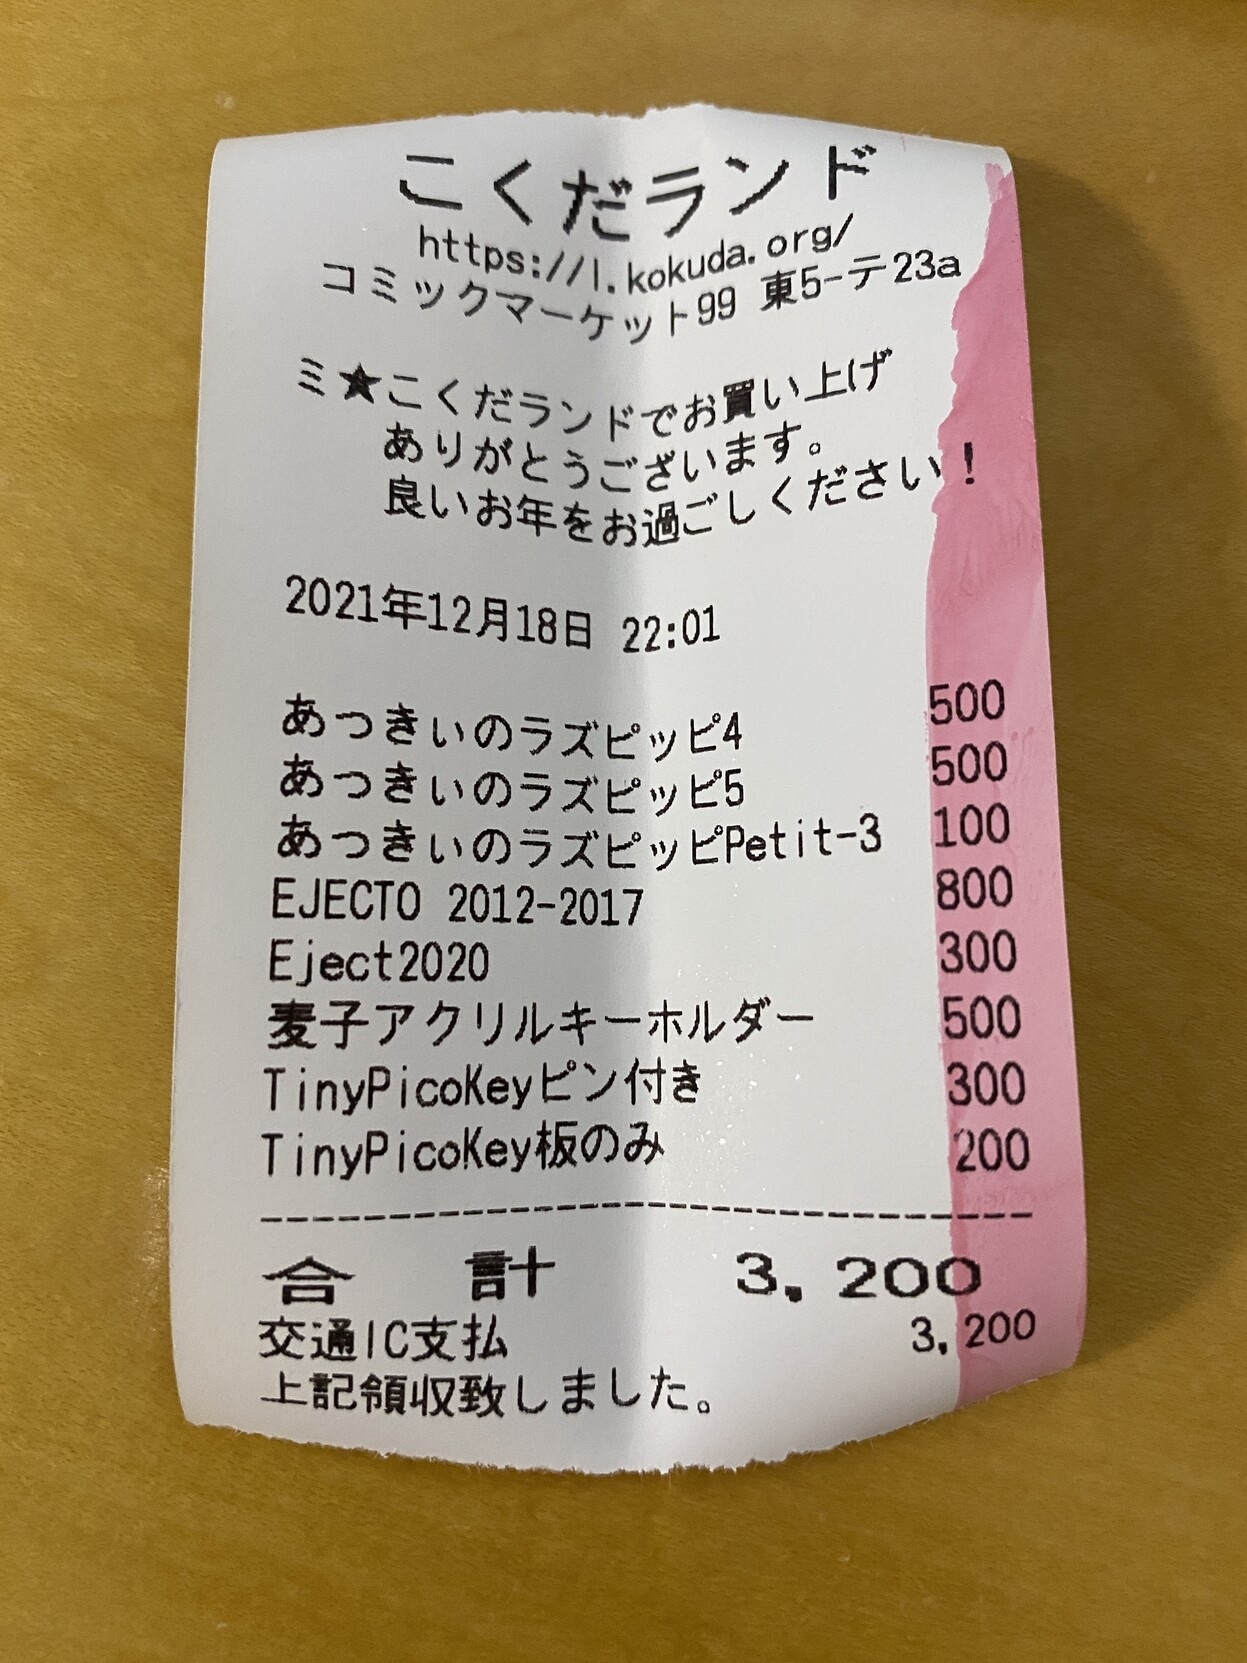 こくだランド
https://l.kokuda.org/
コミックマーケット99 東5-テ23a
ミ★こくだランドでお買い上げ
ありがとうございます。
良いお年をお過ごしください！
2021年12月18日 22:01
あっきぃのラズピッピ4 500
あっきぃのラズピッピ5 500
あっきぃのラズピッピPetit-3 100
EJECTO 2012-2017 800
Eject2020 300
麦子アクリルキーホルダー 500
TinyPicoKeyピン付き 300
TinyPicoKey板のみ 200
--------------------------------
合 計 3,200
交通IC支払 3,200
上記領収致しました。